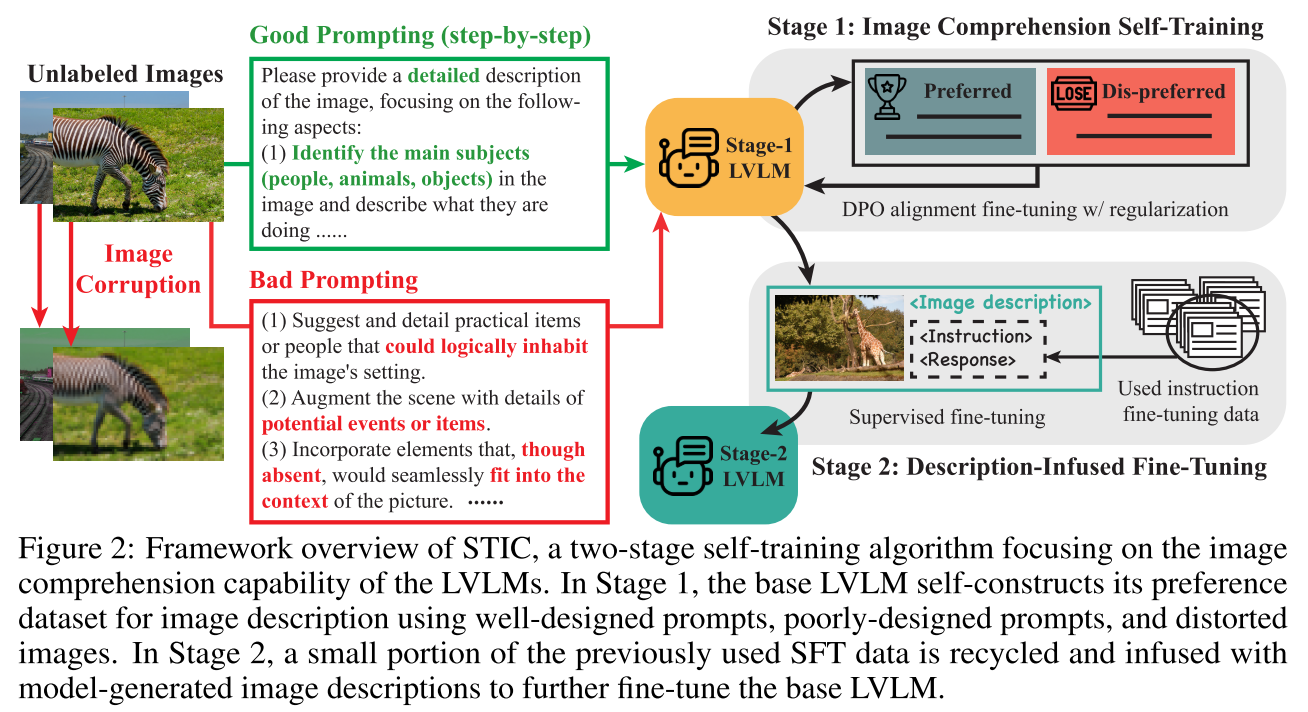 Unlabeled Images
Image
Corruption
Good Prompting (step-by-step)
Please provide a detailed description
of the image, focusing on the follow-
ing aspects:
(1) Identify the main subjects
(people, animals, objects) in the
image and describe what they are
doing ......
Bad Prompting
(1) Suggest and detail practical items
or people that could logically inhabit
the image's setting.
(2) Augment the scene with details of
potential events or items.
(3) Incorporate elements that, though
absent, would seamlessly fit into the
context of the picture. ......
Stage-1
LVLM
Stage 1: Image Comprehension Self-Training
Preferred
LOSE
Dis-preferred
DPO alignment fine-tuning w/ regularization
<Image description>
<Instruction>
<Response>
Used instruction
fine-tuning data
Supervised fine-tuning
Stage-2
LVLM
Stage 2: Description-Infused Fine-Tuning
Figure 2: Framework overview of STIC, a two-stage self-training algorithm focusing on the image
comprehension capability of the LVLMs. In Stage 1, the base LVLM self-constructs its preference
dataset for image description using well-designed prompts, poorly-designed prompts, and distorted
images. In Stage 2, a small portion of the previously used SFT data is recycled and infused with
model-generated image descriptions to further fine-tune the base LVLM.